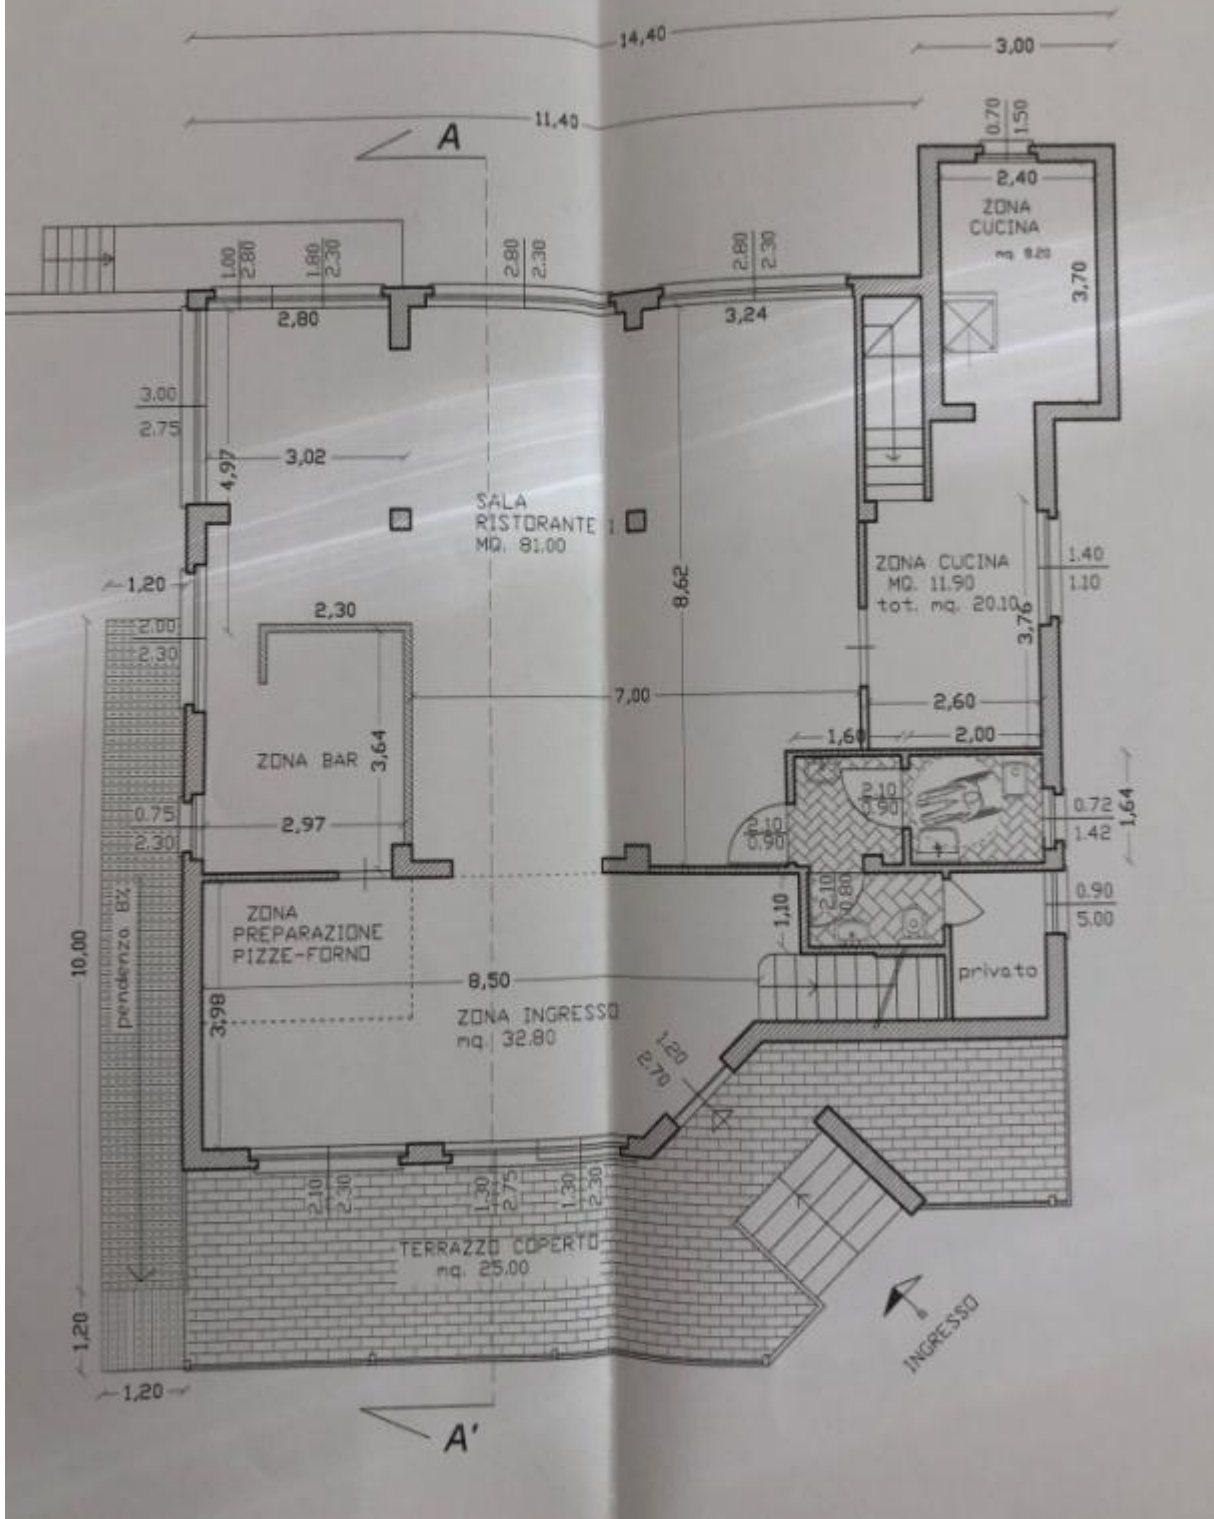 14,40
3,00
11,40
A
0.70
1.50
2,40
ZONA
CUCINA
mq 8.20
3,70
1.00
2.80
1.80
2.30
2.80
2.30
2.80
2.30
2,80
3,24
3.00
2.75
4,97
3,02
SALA
RISTORANTE 1
MQ. 81.00
ZONA CUCINA
MQ. 11.90
tot. mq. 20.10
1.40
1.10
3,76
8,62
1,20
2,30
2.00
2.30
7,00
2,60
1,60
2,00
ZONA BAR
3,64
2.10
0.90
0.72
1.42
1,64
0.75
2.30
2,97
2.10
0.90
2.10
0.80
0.90
5.00
1,10
ZONA
PREPARAZIONE
PIZZE-FORNO
10,00
pendenza 8%
3,98
8,50
privato
ZONA INGRESSO
mq. 32.80
1.20
2.70
2.10
2.30
1.30
2.75
1.30
2.30
TERRAZZO COPERTO
mq. 25.00
INGRESSO
1,20
1,20
A'